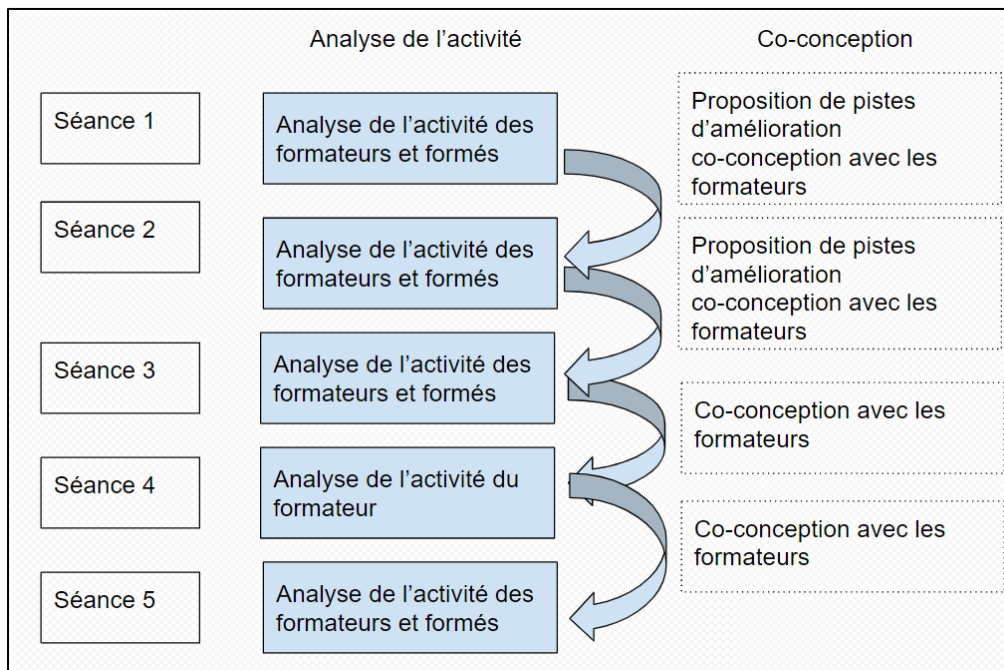 Analyse de l’activité
Co-conception
Séance 1
Analyse de l’activité des
formateurs et formés
Proposition de pistes
d’amélioration
co-conception avec les
formateurs
Séance 2
Analyse de l’activité des
formateurs et formés
Proposition de pistes
d’amélioration
co-conception avec les
formateurs
Séance 3
Analyse de l’activité des
formateurs et formés
Co-conception avec les
formateurs
Séance 4
Analyse de l’activité du
formateur
Co-conception avec les
formateurs
Séance 5
Analyse de l’activité des
formateurs et formés